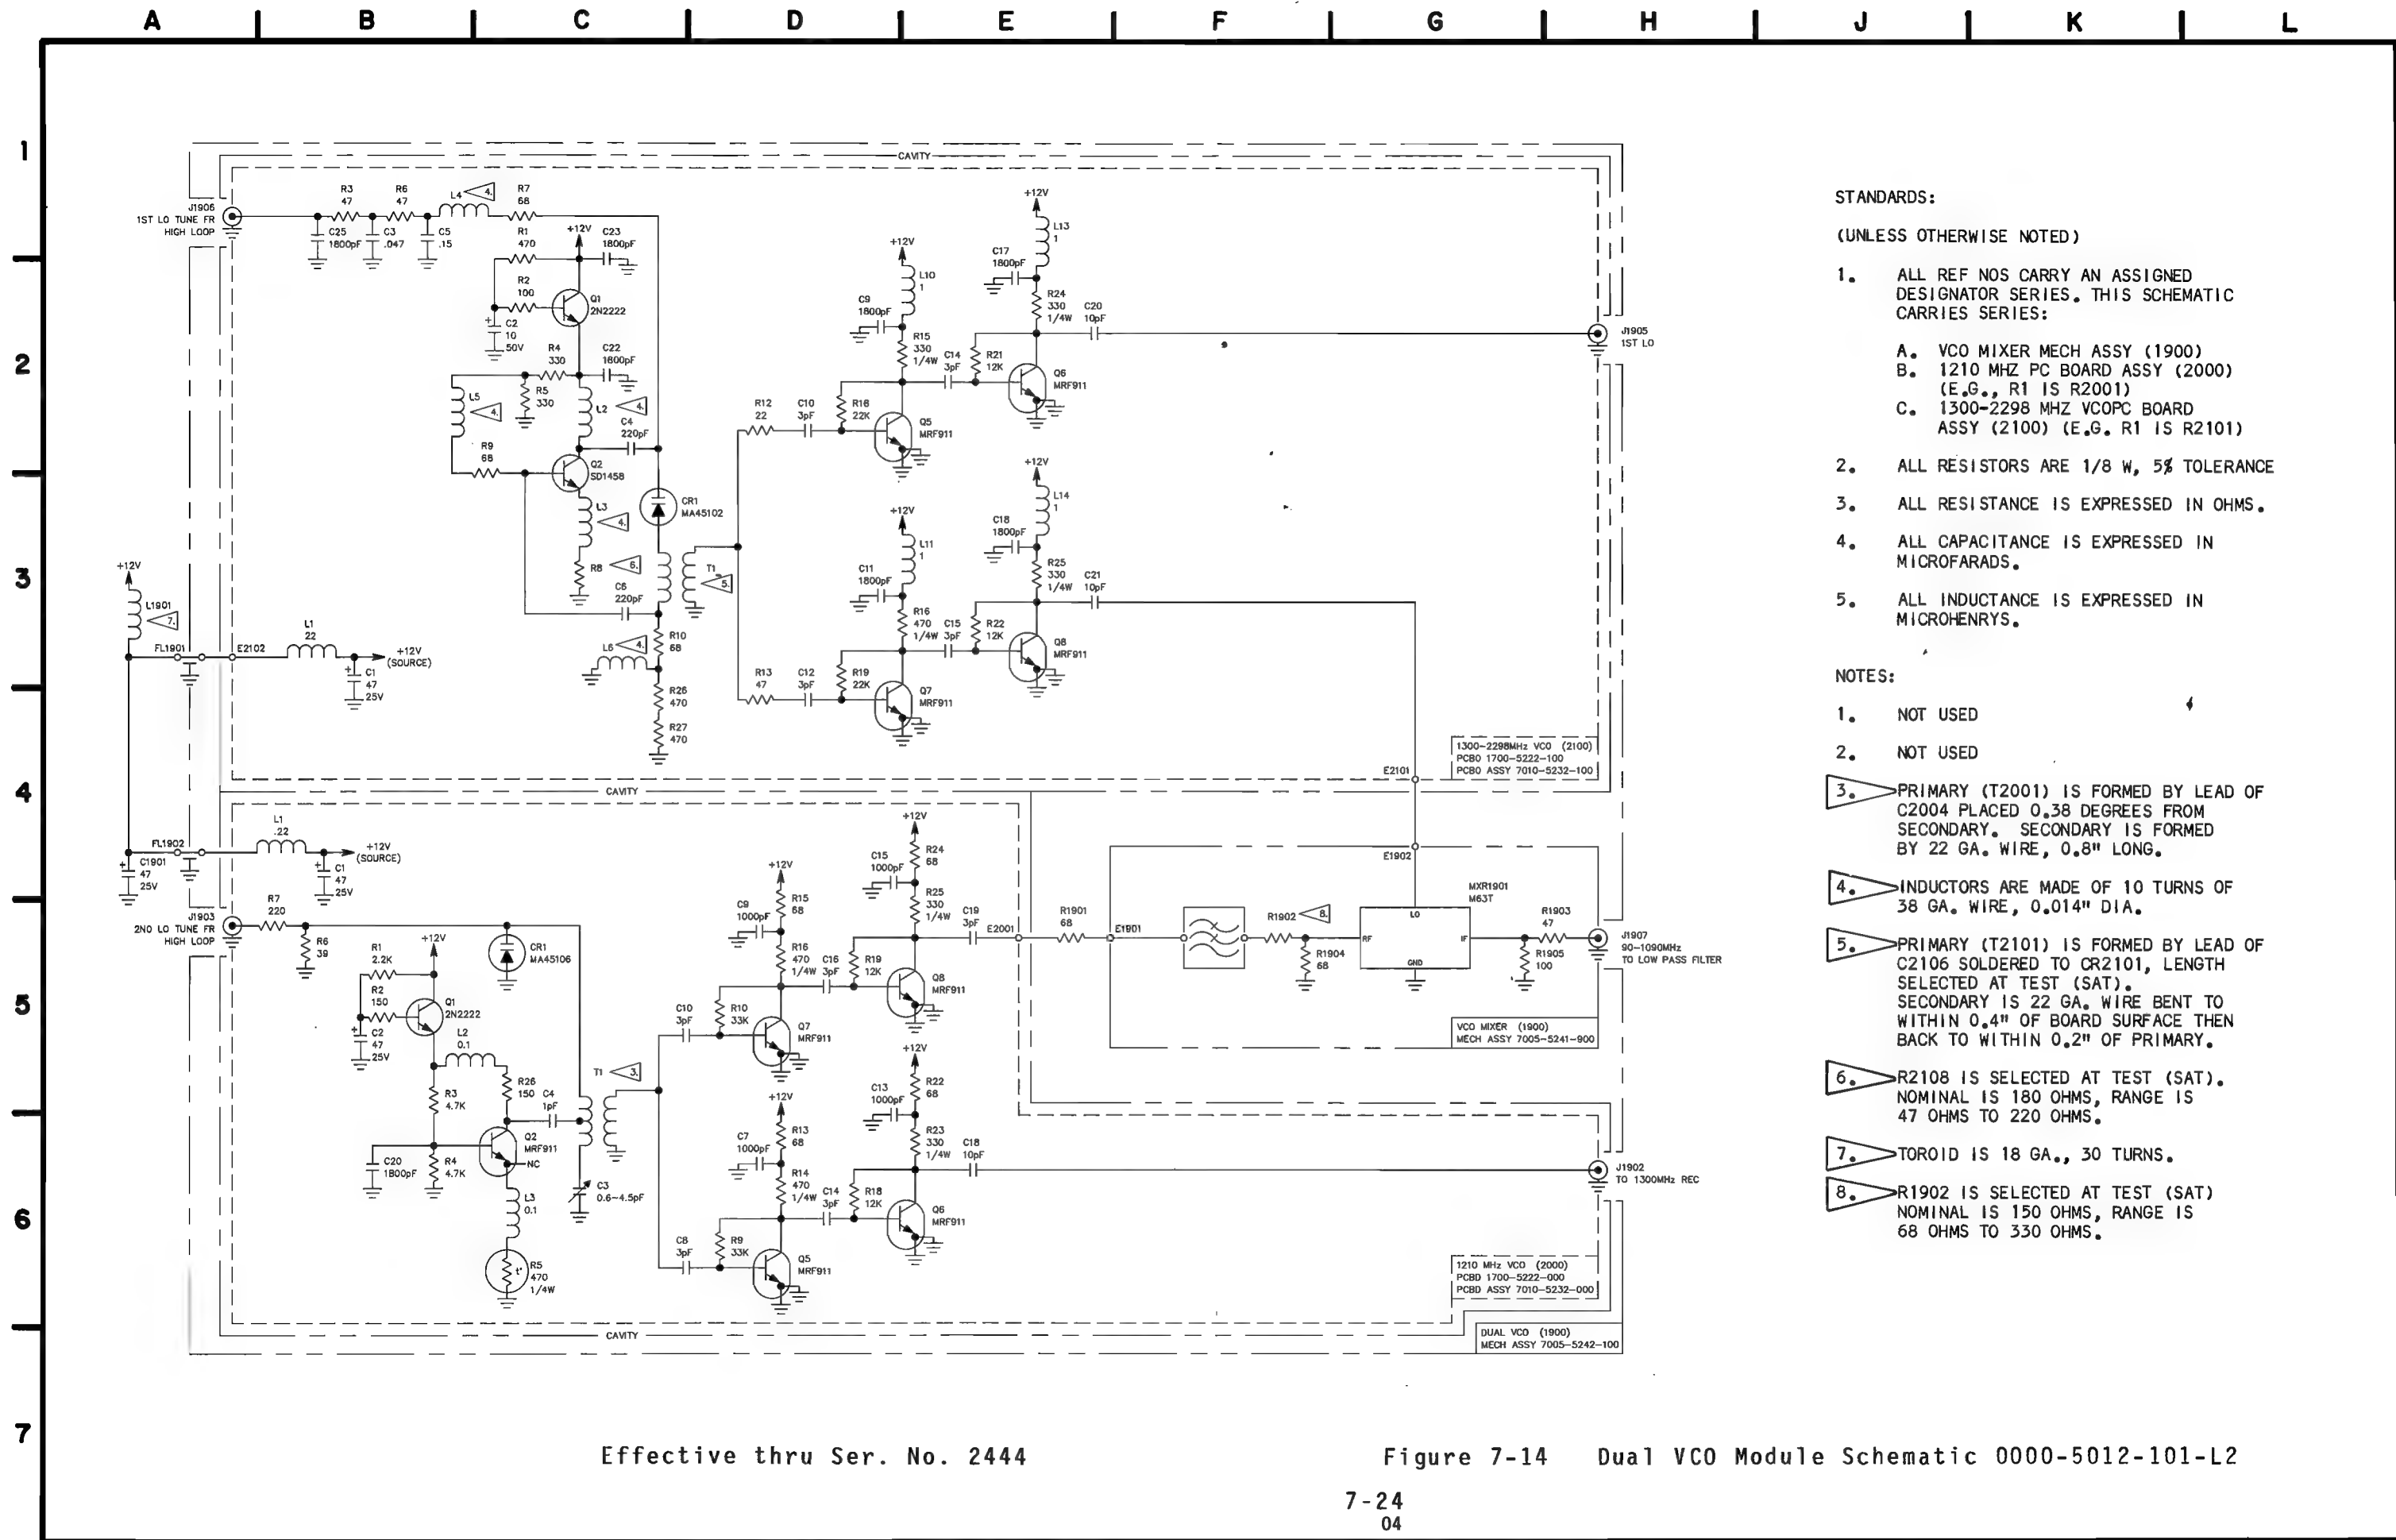 A B C D E F G H J K L
1
2
3
4
5
6
7
CAVITY
J1906
1ST LO TUNE FR
HIGH LOOP
R3
47
R6
47
L4
4.
R7
68
C25
1800pF
C3
.047
C5
.15
R1
470
+12V
C23
1800pF
R2
100
Q1
2N2222
+
C2
10
50V
R4
330
C22
1800pF
R5
330
L5
4.
L2
4.
C4
220pF
R9
68
Q2
SD1458
CR1
MA45102
L3
4.
R8
6.
C6
220pF
T1
5.
R10
68
L6
4.
R26
470
R27
470
+12V
L1901
7.
FL1901
E2102
L1
22
+12V
(SOURCE)
+
C1
47
25V
R12
22
C10
3pF
R16
22K
Q5
MRF911
+12V
L10
1
C9
1800pF
R15
330
1/4W
C14
3pF
R21
12K
+12V
L13
1
C17
1800pF
R24
330
1/4W
C20
10pF
Q6
MRF911
J1905
1ST LO
R13
47
C12
3pF
R19
22K
Q7
MRF911
+12V
L11
1
C11
1800pF
R16
470
1/4W
C15
3pF
R22
12K
+12V
L14
1
C18
1800pF
R25
330
1/4W
C21
10pF
Q8
MRF911
1300-2298MHz VCO (2100)
PCBO 1700-5222-100
PCBO ASSY 7010-5232-100
E2101
CAVITY
FL1902
L1
.22
+12V
(SOURCE)
+
C1901
47
25V
+
C1
47
25V
J1903
2NO LO TUNE FR
HIGH LOOP
R7
220
R6
39
R1
2.2K
+12V
R2
150
Q1
2N2222
+
C2
47
25V
CR1
MA45106
L2
0.1
R3
4.7K
R26
150
C4
1pF
T1
3.
Q2
MRF911
NC
C20
1800pF
R4
4.7K
L3
0.1
C3
0.6-4.5pF
t°
R5
470
1/4W
C10
3pF
R10
33K
Q7
MRF911
+12V
R15
68
C9
1000pF
R16
470
1/4W
C16
3pF
R19
12K
+12V
R24
68
C15
1000pF
R25
330
1/4W
C19
3pF
E2001
Q8
MRF911
C8
3pF
R9
33K
Q5
MRF911
+12V
R13
68
C7
1000pF
R14
470
1/4W
C14
3pF
R18
12K
+12V
R22
68
C13
1000pF
R23
330
1/4W
C18
10pF
Q6
MRF911
J1902
TO 1300MHz REC
R1901
68
E1901
R1902
8.
R1904
68
E1902
MXR1901
M63T
LO
RF
IF
GND
R1903
47
R1905
100
J1907
90-1090MHz
TO LOW PASS FILTER
VCO MIXER (1900)
MECH ASSY 7005-5241-900
1210 MHz VCO (2000)
PCBD 1700-5222-000
PCBD ASSY 7010-5232-000
CAVITY
DUAL VCO (1900)
MECH ASSY 7005-5242-100
STANDARDS:
(UNLESS OTHERWISE NOTED)
1. ALL REF NOS CARRY AN ASSIGNED
DESIGNATOR SERIES. THIS SCHEMATIC
CARRIES SERIES:
A. VCO MIXER MECH ASSY (1900)
B. 1210 MHZ PC BOARD ASSY (2000)
(E.G., R1 IS R2001)
C. 1300-2298 MHZ VCOPC BOARD
ASSY (2100) (E.G. R1 IS R2101)
2. ALL RESISTORS ARE 1/8 W, 5% TOLERANCE
3. ALL RESISTANCE IS EXPRESSED IN OHMS.
4. ALL CAPACITANCE IS EXPRESSED IN
MICROFARADS.
5. ALL INDUCTANCE IS EXPRESSED IN
MICROHENRYS.
NOTES:
1. NOT USED
2. NOT USED
3. PRIMARY (T2001) IS FORMED BY LEAD OF
C2004 PLACED 0.38 DEGREES FROM
SECONDARY. SECONDARY IS FORMED
BY 22 GA. WIRE, 0.8" LONG.
4. INDUCTORS ARE MADE OF 10 TURNS OF
38 GA. WIRE, 0.014" DIA.
5. PRIMARY (T2101) IS FORMED BY LEAD OF
C2106 SOLDERED TO CR2101, LENGTH
SELECTED AT TEST (SAT).
SECONDARY IS 22 GA. WIRE BENT TO
WITHIN 0.4" OF BOARD SURFACE THEN
BACK TO WITHIN 0.2" OF PRIMARY.
6. R2108 IS SELECTED AT TEST (SAT).
NOMINAL IS 180 OHMS, RANGE IS
47 OHMS TO 220 OHMS.
7. TOROID IS 18 GA., 30 TURNS.
8. R1902 IS SELECTED AT TEST (SAT)
NOMINAL IS 150 OHMS, RANGE IS
68 OHMS TO 330 OHMS.
Effective thru Ser. No. 2444
Figure 7-14 Dual VCO Module Schematic 0000-5012-101-L2
7-24
04